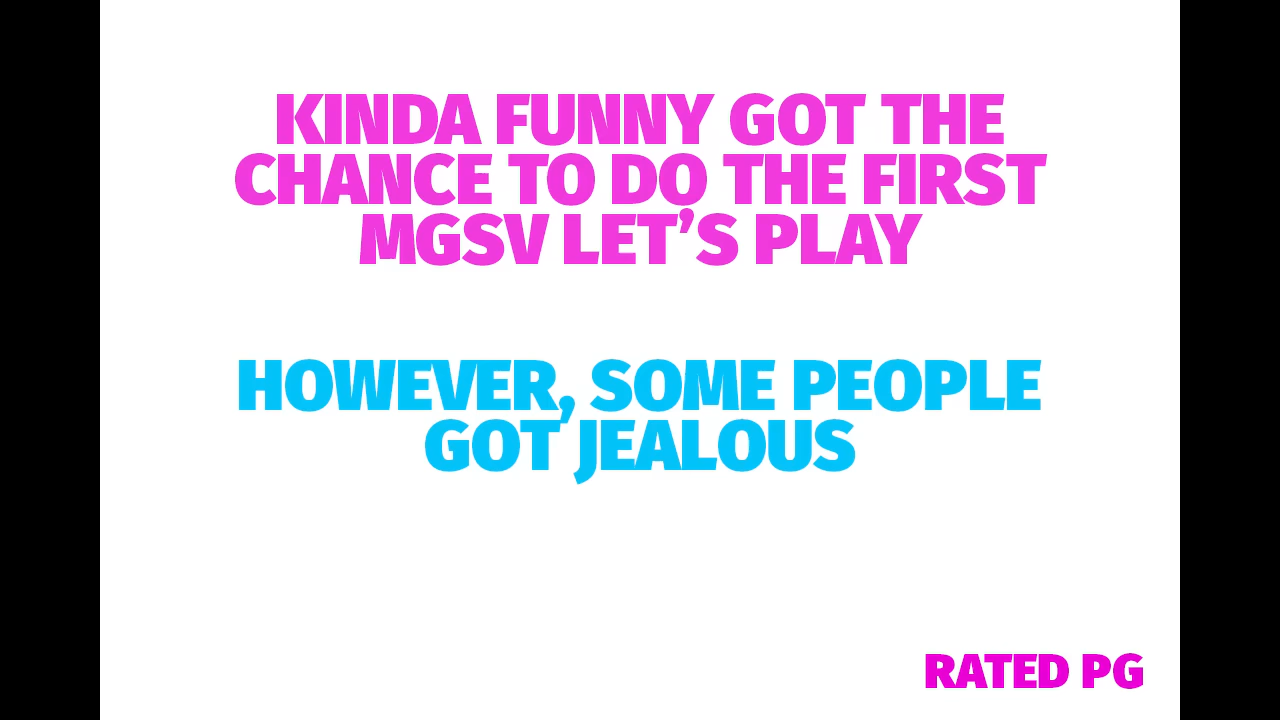 KINDA FUNNY GOT THE
CHANCE TO DO THE FIRST
MGSV LET’S PLAY
HOWEVER, SOME PEOPLE
GOT JEALOUS
RATED PG